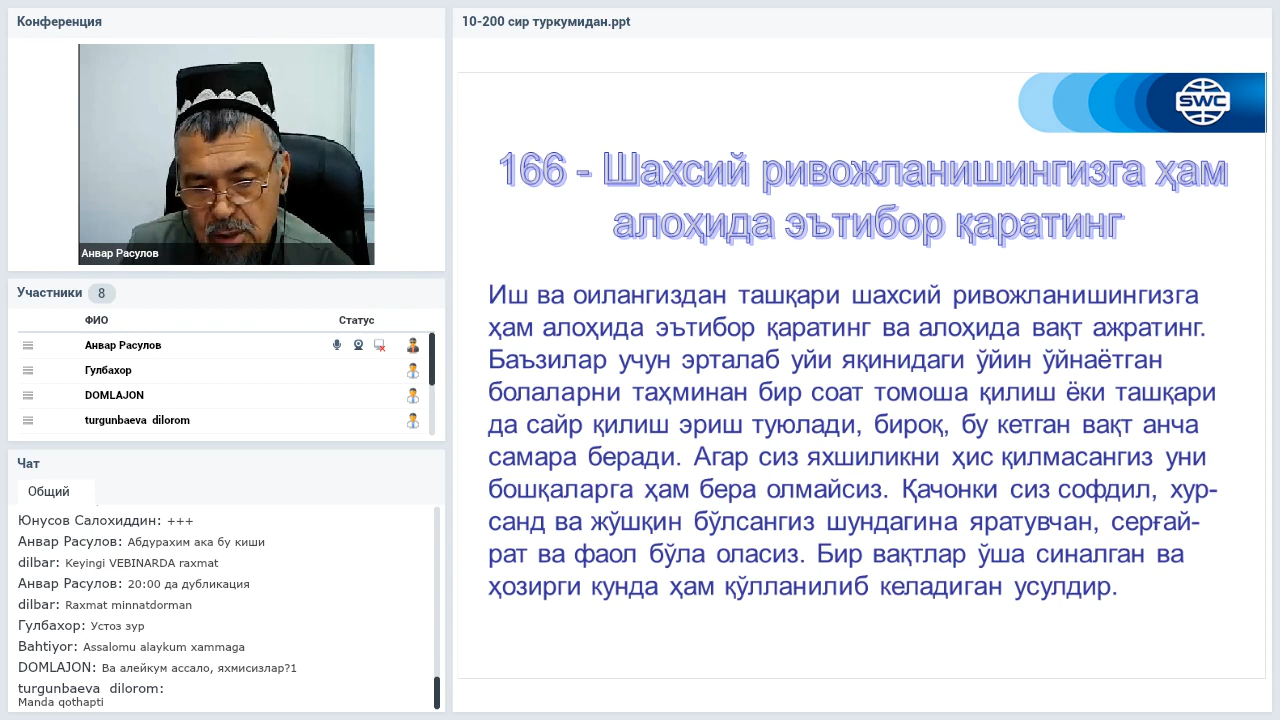 Конференция
Анвар Расулов
Участники 8
ФИО Статус
Анвар Расулов
Гулбахор
DOMLAJON
turgunbaeva dilorom
Чат
Общий
Юнусов Салохиддин: +++
Анвар Расулов: Абдурахим ака бу киши
dilbar: Keyingi VEBINARDA raxmat
Анвар Расулов: 20:00 да дубликация
dilbar: Raxmat minnatdorman
Гулбахор: Устоз зур
Bahtiyor: Assalomu alaykum xammaga
DOMLAJON: Ва алейкум ассало, яхмисизлар?1
turgunbaeva dilorom:
Manda qothapti
10-200 сир туркумидан.ppt
SWC
166 - Шахсий ривожланишингизга ҳам
алоҳида эътибор қаратинг
Иш ва оилангиздан ташқари шахсий ривожланишингизга
ҳам алоҳида эътибор қаратинг ва алоҳида вақт ажратинг.
Баъзилар учун эрталаб уйи яқинидаги ўйин ўйнаётган
болаларни таҳминан бир соат томоша қилиш ёки ташқари
да сайр қилиш эриш туюлади, бироқ, бу кетган вақт анча
самара беради. Агар сиз яхшиликни ҳис қилмасангиз уни
бошқаларга ҳам бера олмайсиз. Қачонки сиз софдил, хур-
санд ва жўшқин бўлсангиз шундагина яратувчан, серғай-
рат ва фаол бўла оласиз. Бир вақтлар ўша синалган ва
ҳозирги кунда ҳам қўлланилиб келадиган усулдир.